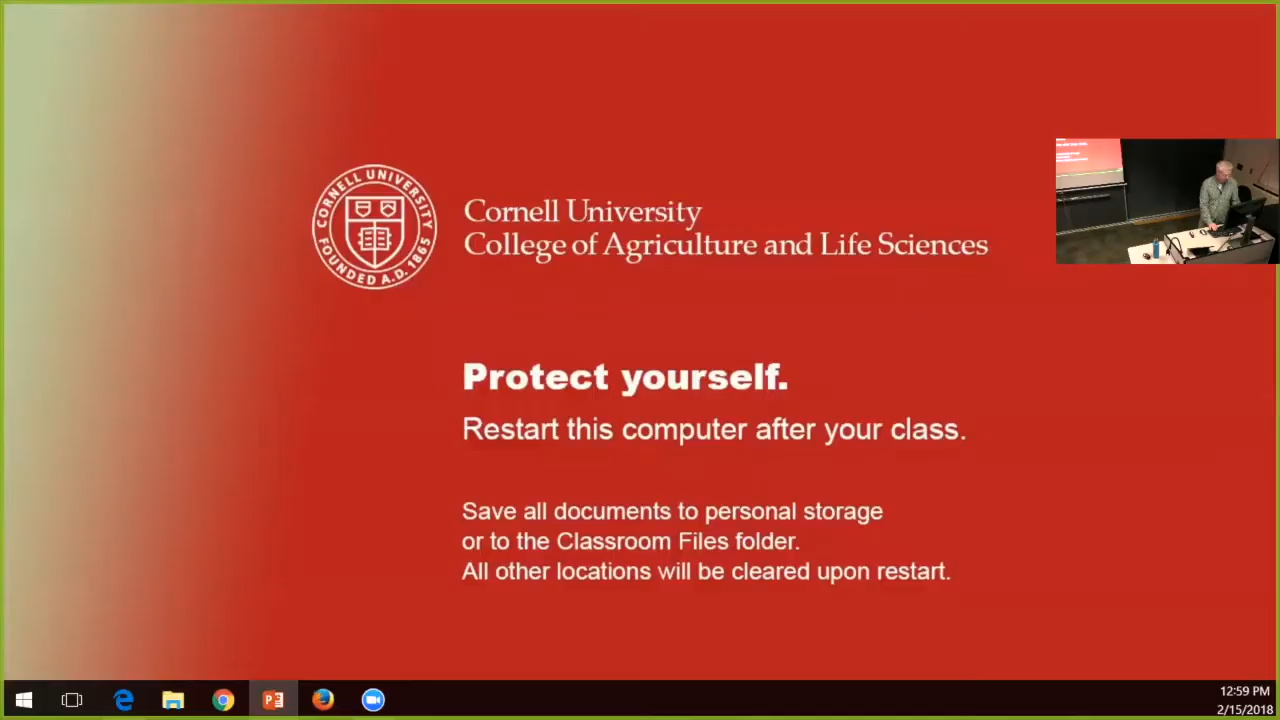 CORNELL UNIVERSITY
FOUNDED A.D. 1865
Cornell University
College of Agriculture and Life Sciences
Protect yourself.
Restart this computer after your class.
Save all documents to personal storage
or to the Classroom Files folder.
All other locations will be cleared upon restart.
12:59 PM
2/15/2018